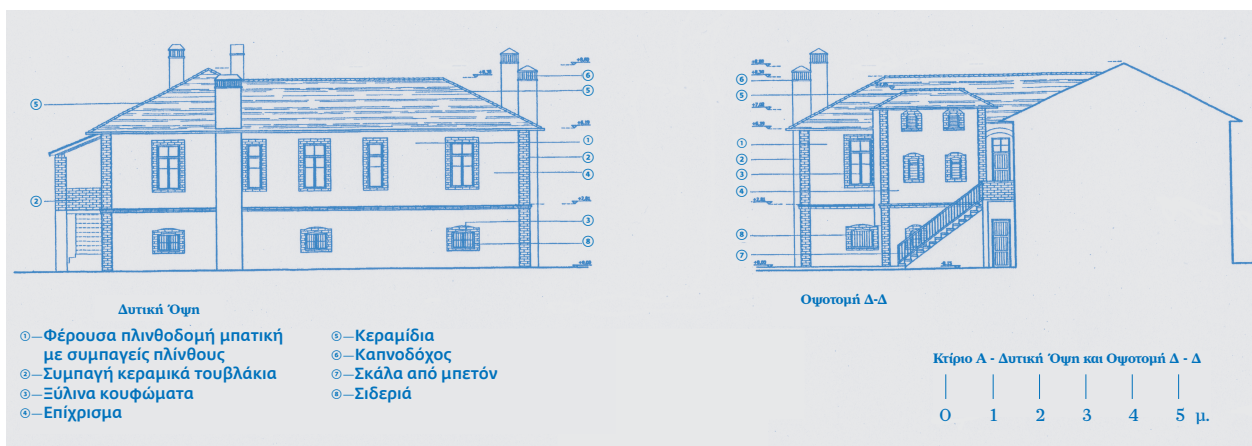 Δυτική Όψη
Οψοτομή Δ-Δ
①—Φέρουσα πλινθοδομή μπατική
με συμπαγείς πλίνθους
②—Συμπαγή κεραμικά τουβλάκια
③—Ξύλινα κουφώματα
④—Επίχρισμα
⑤—Κεραμίδια
⑥—Καπνοδόχος
⑦—Σκάλα από μπετόν
⑧—Σιδεριά
Κτίριο Α - Δυτική Όψη και Οψοτομή Δ - Δ
0 1 2 3 4 5 μ.